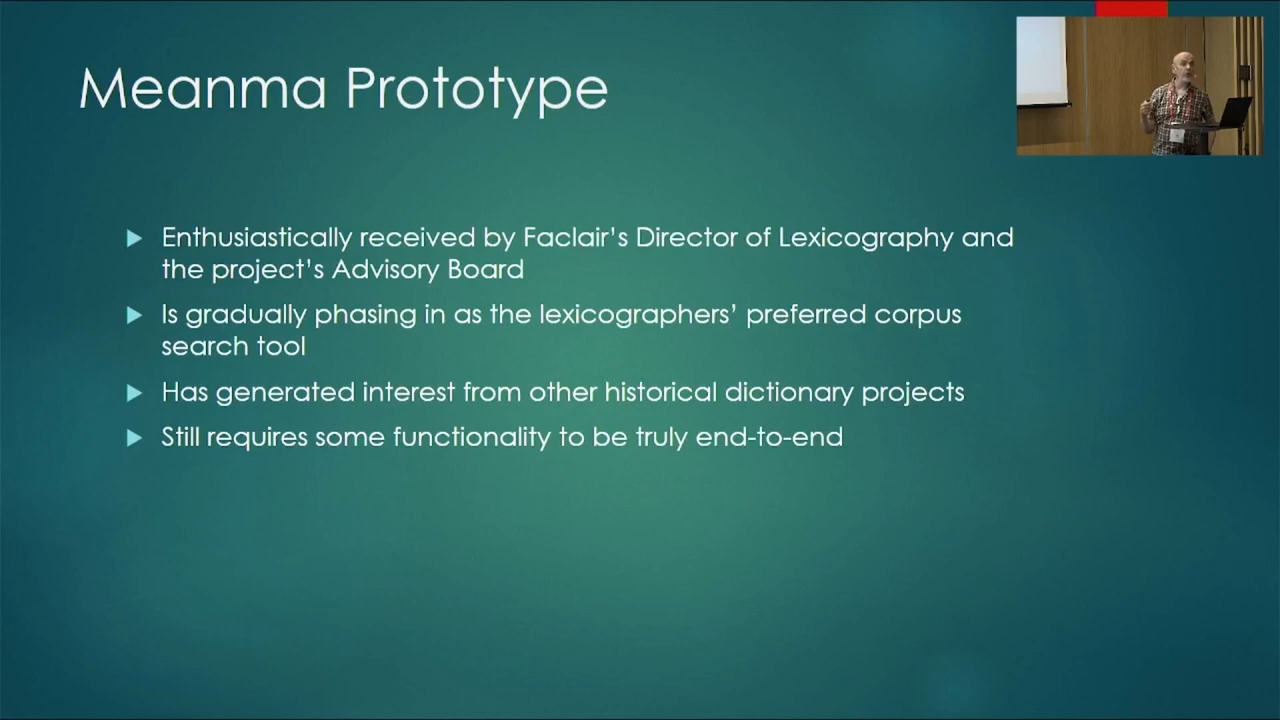 Meanma Prototype
Enthusiastically received by Faclair's Director of Lexicography and
the project's Advisory Board
Is gradually phasing in as the lexicographers' preferred corpus
search tool
Has generated interest from other historical dictionary projects
Still requires some functionality to be truly end-to-end